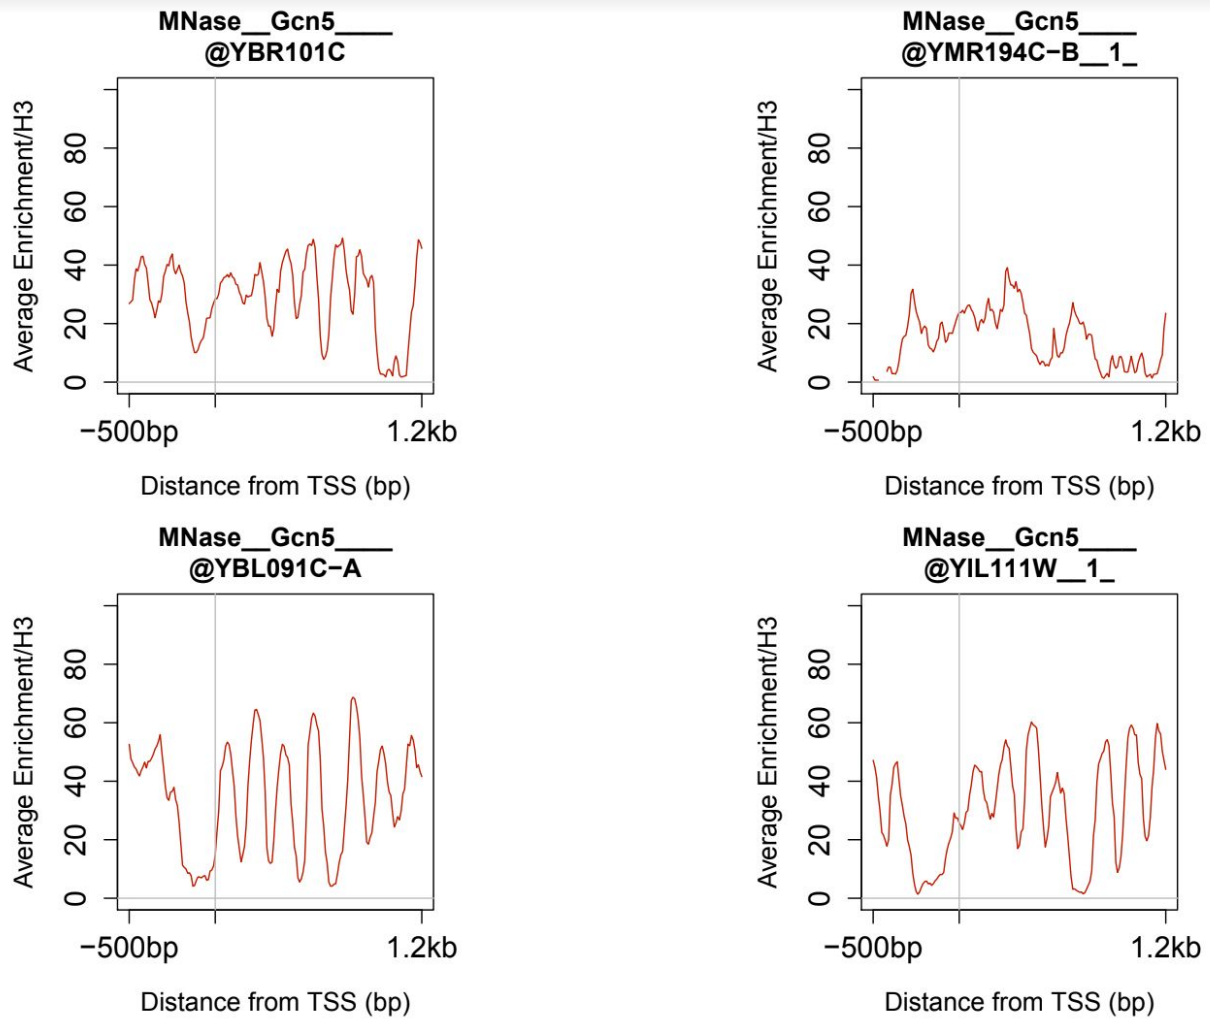 MNase__Gcn5____
@YBR101C
Average Enrichment/H3
0 20 40 60 80
−500bp 1.2kb
Distance from TSS (bp)
MNase__Gcn5____
@YMR194C−B__1_
Average Enrichment/H3
0 20 40 60 80
−500bp 1.2kb
Distance from TSS (bp)
MNase__Gcn5____
@YBL091C−A
Average Enrichment/H3
0 20 40 60 80
−500bp 1.2kb
Distance from TSS (bp)
MNase__Gcn5____
@YIL111W__1_
Average Enrichment/H3
0 20 40 60 80
−500bp 1.2kb
Distance from TSS (bp)